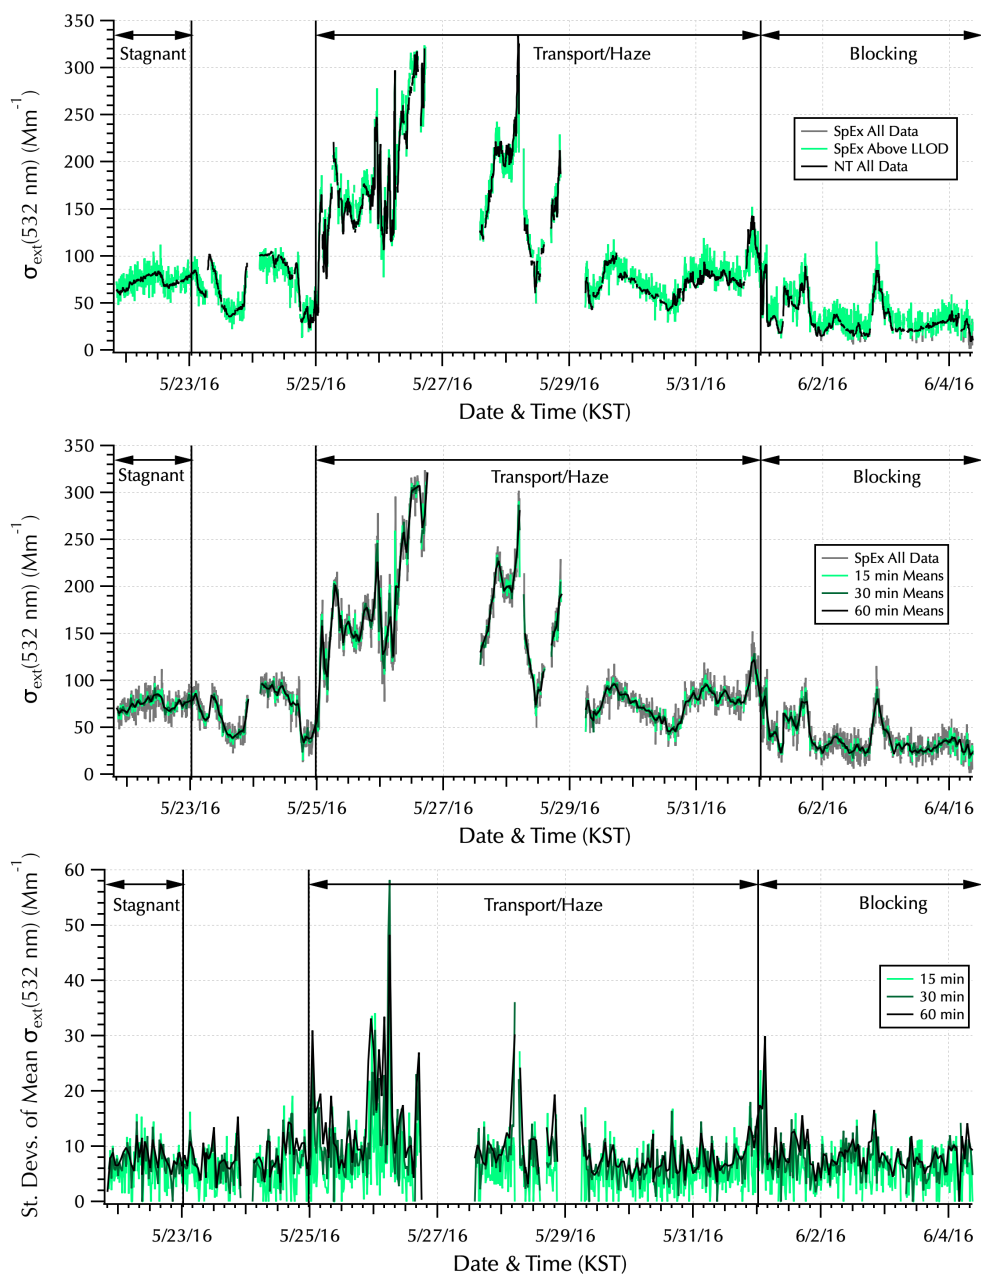 350
300
250
200
150
100
50
0
σext(532 nm) (Mm-1)
Stagnant
Transport/Haze
Blocking
SpEx All Data
SpEx Above LLOD
NT All Data
5/23/16 5/25/16 5/27/16 5/29/16 5/31/16 6/2/16 6/4/16
Date & Time (KST)
350
300
250
200
150
100
50
0
σext(532 nm) (Mm-1)
Stagnant
Transport/Haze
Blocking
SpEx All Data
15 min Means
30 min Means
60 min Means
5/23/16 5/25/16 5/27/16 5/29/16 5/31/16 6/2/16 6/4/16
Date & Time (KST)
60
50
40
30
20
10
0
St. Devs. of Mean σext(532 nm) (Mm-1)
Stagnant
Transport/Haze
Blocking
15 min
30 min
60 min
5/23/16 5/25/16 5/27/16 5/29/16 5/31/16 6/2/16 6/4/16
Date & Time (KST)